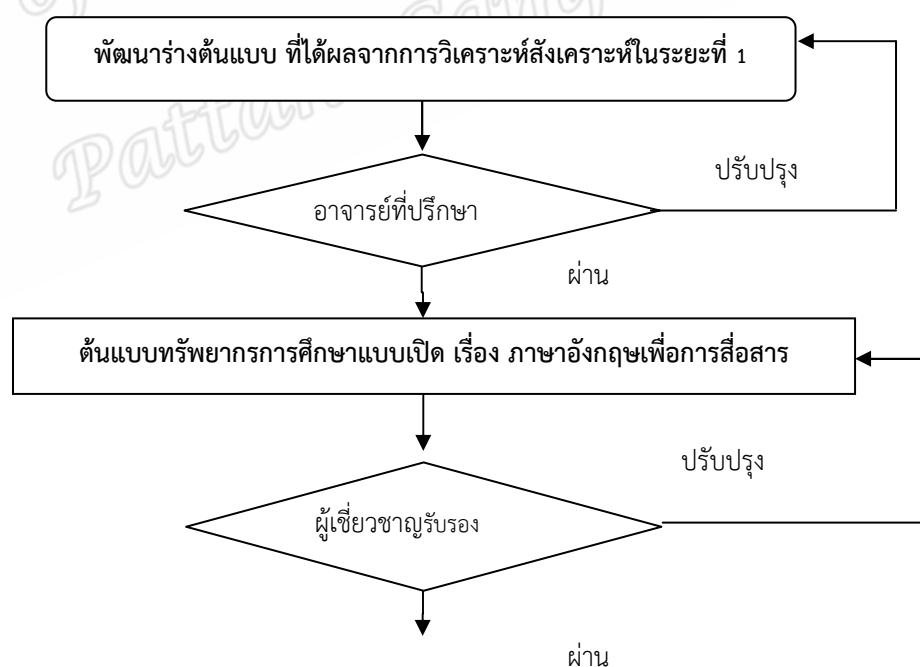 พัฒนาร่างต้นแบบ ที่ได้ผลจากการวิเคราะห์สังเคราะห์ในระยะที่ 1
ปรับปรุง
อาจารย์ที่ปรึกษา
ผ่าน
ต้นแบบทรัพยากรการศึกษาแบบเปิด เรื่อง ภาษาอังกฤษเพื่อการสื่อสาร
ปรับปรุง
ผู้เชี่ยวชาญรับรอง
ผ่าน